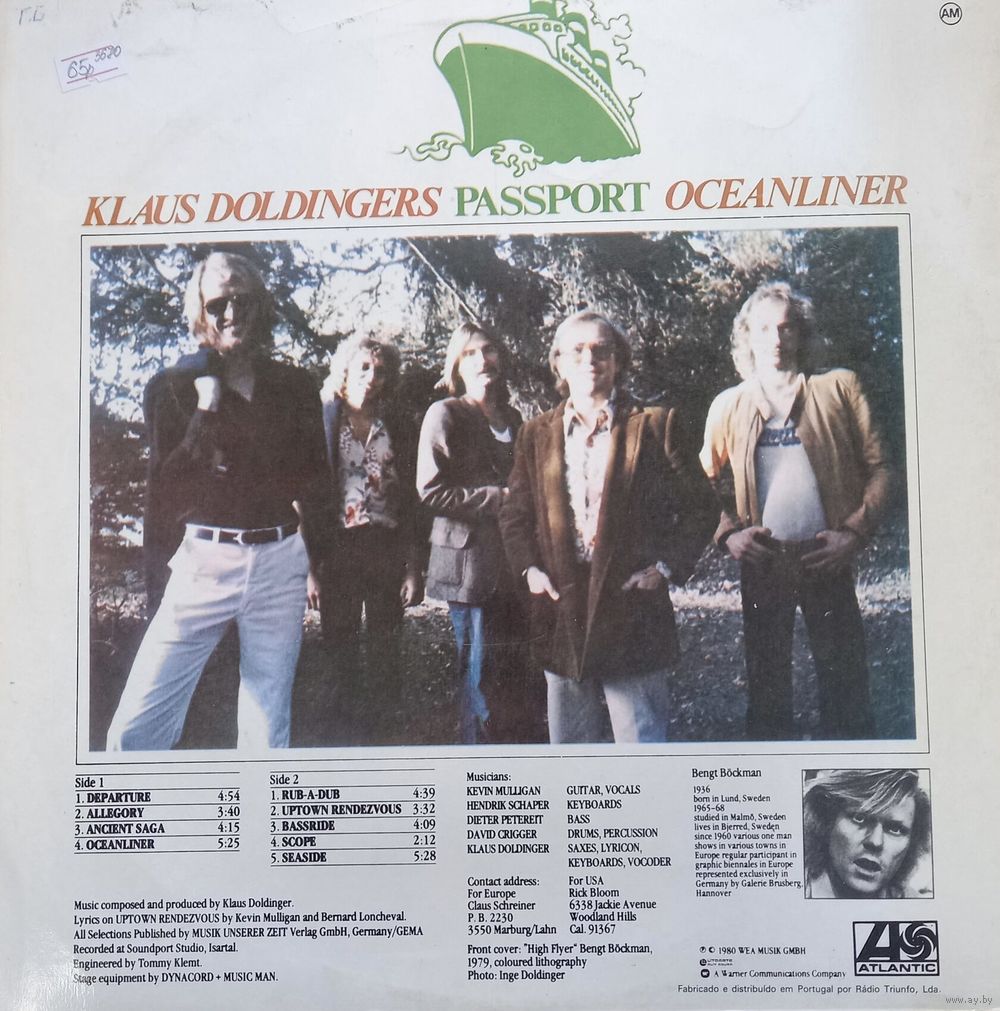 Г.Б
AM
65р 3620
KLAUS DOLDINGERS PASSPORT OCEANLINER
Side 1
1. DEPARTURE 4:54
2. ALLEGORY 3:40
3. ANCIENT SAGA 4:15
4. OCEANLINER 5:25
Side 2
1. RUB-A-DUB 4:39
2. UPTOWN RENDEZVOUS 3:32
3. BASSRIDE 4:09
4. SCOPE 2:12
5. SEASIDE 5:28
Music composed and produced by Klaus Doldinger.
Lyrics on UPTOWN RENDEZVOUS by Kevin Mulligan and Bernard Loncheval.
All Selections Published by MUSIK UNSERER ZEIT Verlag GmbH, Germany/GEMA
Recorded at Soundport Studio, Isartal.
Engineered by Tommy Klemt.
Stage equipment by DYNACORD + MUSIC MAN.
Musicians:
KEVIN MULLIGAN GUITAR, VOCALS
HENDRIK SCHAPER KEYBOARDS
DIETER PETEREIT BASS
DAVID CRIGGER DRUMS, PERCUSSION
KLAUS DOLDINGER SAXES, LYRICON,
KEYBOARDS, VOCODER
Contact address:
For Europe
Claus Schreiner
P. B. 2230
3550 Marburg/Lahn
For USA
Rick Bloom
6338 Jackie Avenue
Woodland Hills
Cal. 91367
Front cover: "High Flyer" Bengt Böckman,
1979, coloured lithography
Photo: Inge Doldinger
Bengt Böckman
1936
born in Lund, Sweden
1965-68
studied in Malmö, Sweden
lives in Bjerred, Sweden
since 1960 various one man
shows in various towns in
Europe regular participant in
graphic biennales in Europe
represented exclusively in
Germany by Galerie Brusberg,
Hannover
℗ © 1980 WEA MUSIK GMBH
A Warner Communications Company
ATLANTIC
Fabricado e distribuído em Portugal por Rádio Triunfo, Lda.
www.ay.by